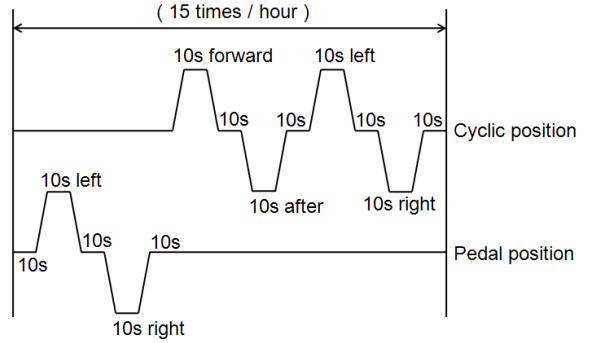 ( 15 times / hour )
10s forward
10s left
10s
10s
10s
10s
Cyclic position
10s after
10s right
10s left
10s
10s
10s
Pedal position
10s right